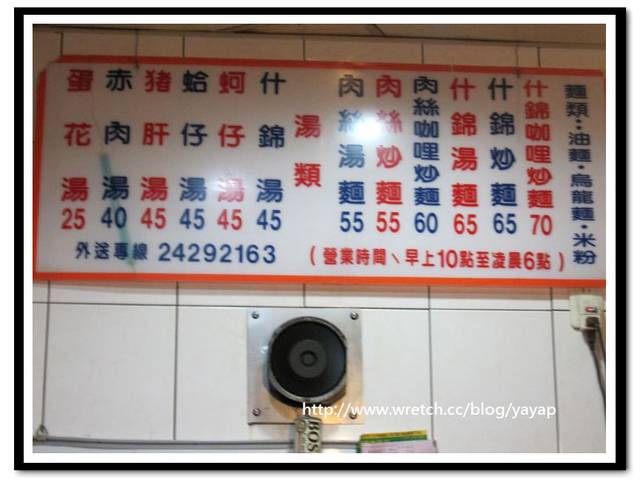 麵類：油麵·烏龍麵·米粉
什錦咖哩炒麵 70
什錦炒麵 65
什錦湯麵 65
肉絲咖哩炒麵 60
肉絲炒麵 55
肉絲湯麵 55
湯類
什錦湯 45
蚵仔湯 45
蛤仔湯 45
猪肝湯 45
赤肉湯 40
蛋花湯 25
外送專線 24292163
（營業時間、早上10點至凌晨6點）
BOS
http://www.wretch.cc/blog/yayap